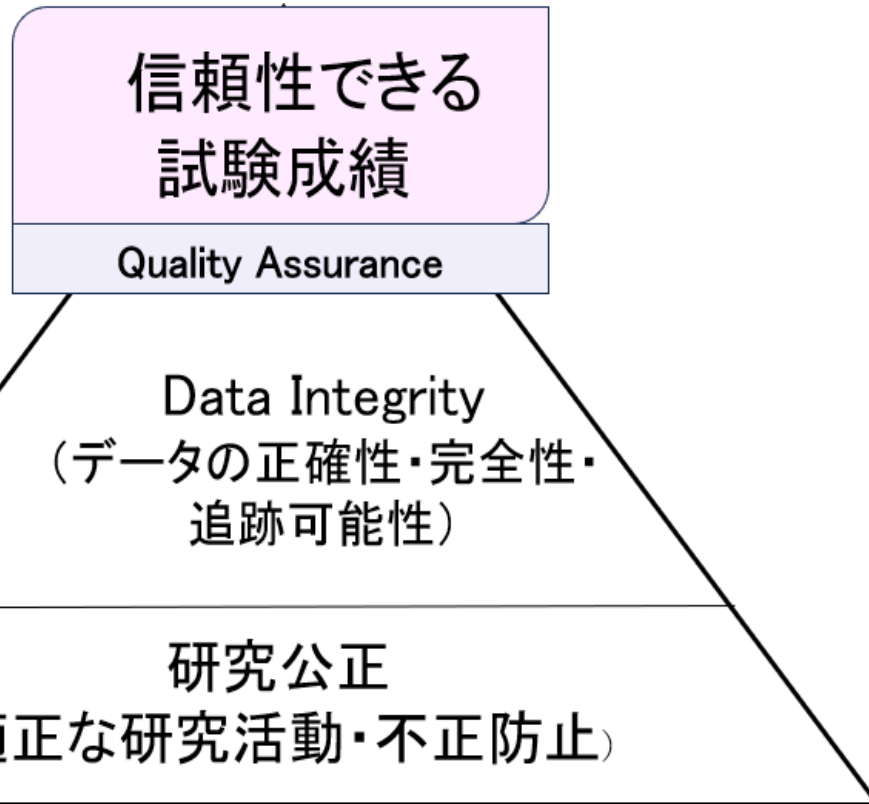 信頼性できる
試験成績
Quality Assurance
Data Integrity
（データの正確性・完全性・
追跡可能性）
研究公正
正な研究活動・不正防止）